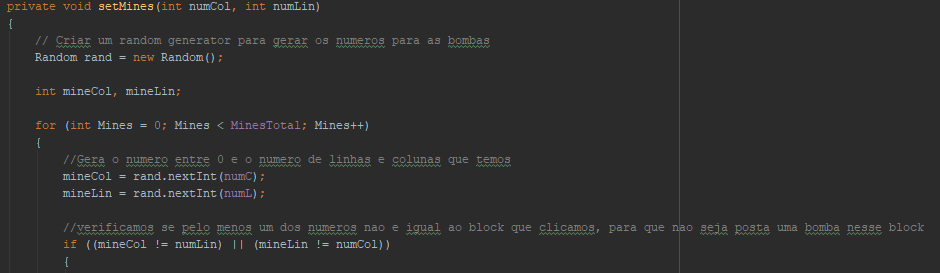 private void setMines(int numCol, int numLin)
{
// Criar um random generator para gerar os numeros para as bombas
Random rand = new Random();
int mineCol, mineLin;
for (int Mines = 0; Mines < MinesTotal; Mines++)
{
//Gera o numero entre 0 e o numero de linhas e colunas que temos
mineCol = rand.nextInt(numC);
mineLin = rand.nextInt(numL);
//verificamos se pelo menos um dos numeros nao e igual ao block que clicamos, para que nao seja posta uma bomba nesse block
if ((mineCol != numLin) || (mineLin != numCol))
{